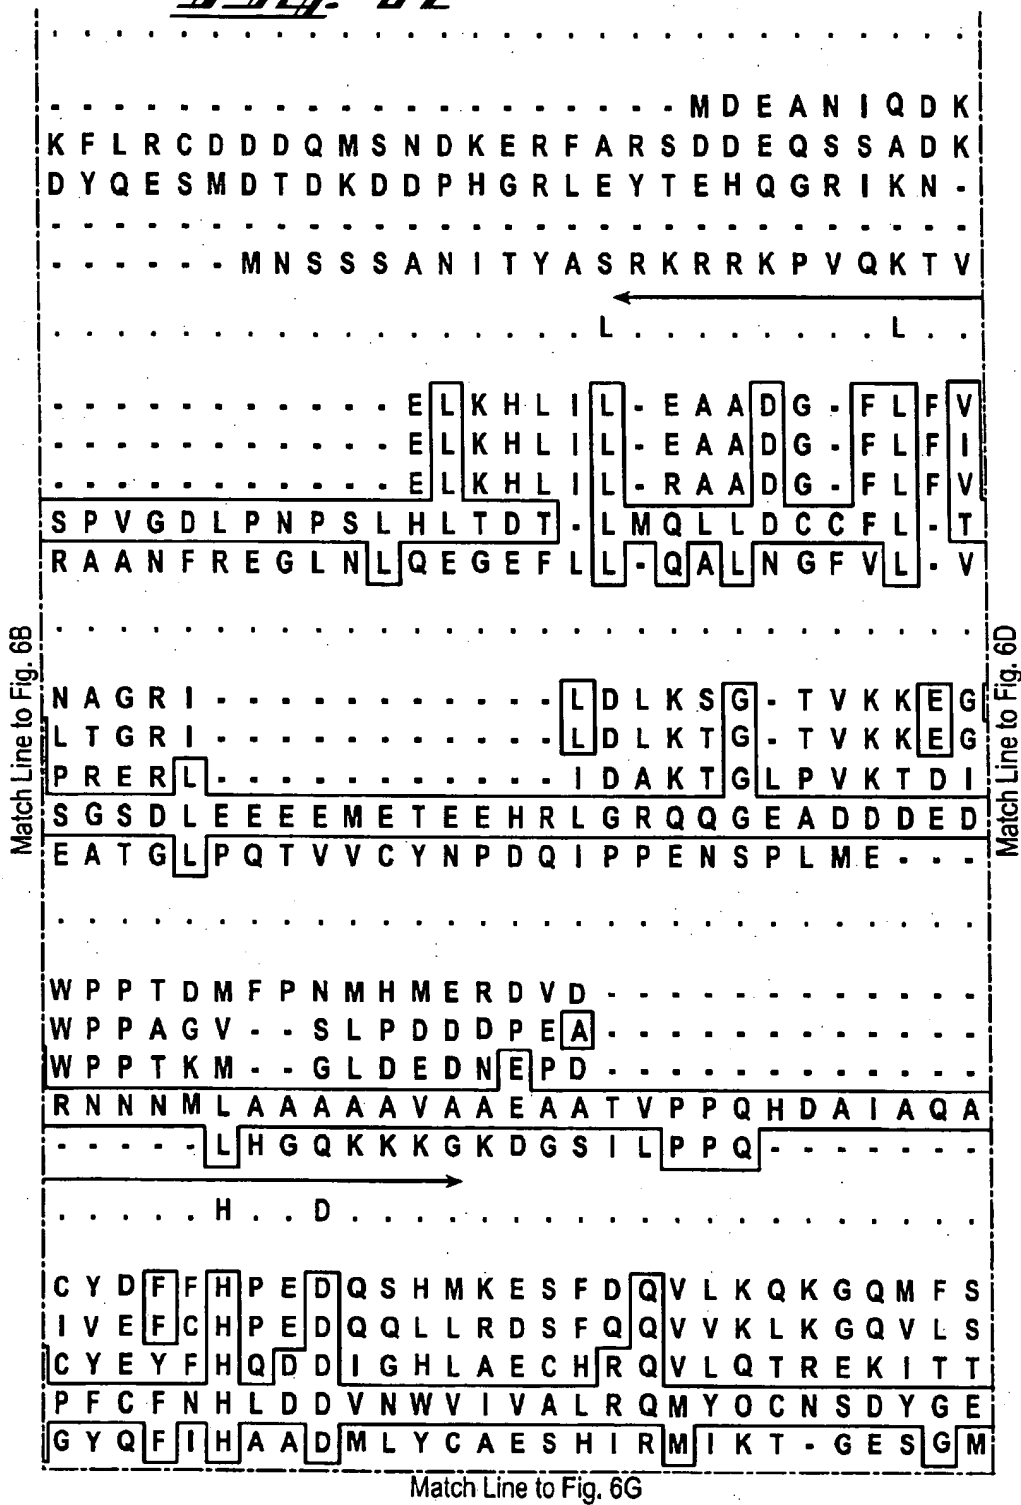 . . . . . . . . . . . . . . . . . . . . . . . . . . . . .
- - - - - - - - - - - - - - - - - - - - M D E A N I Q D K
K F L R C D D D Q M S N D K E R F A R S D D E Q S S A D K
D Y Q E S M D T D K D D P H G R L E Y T E H Q G R I K N -
- - - - - - - - - - - - - - - - - - - - - - - - - - - - -
- - - - - - M N S S S A N I T Y A S R K R R K P V Q K T V
. . . . . . . . . . . . . . . . . L . . . . . . . . L . .
- - - - - - - - - - - E L K H L I L - E A A D G - F L F V
- - - - - - - - - - - E L K H L I L - E A A D G - F L F I
- - - - - - - - - - - E L K H L I L - R A A D G - F L F V
S P V G D L P N P S L H L T D T - L M Q L L D C C F L - T
R A A N F R E G L N L Q E G E F L L - Q A L N G F V L - V
. . . . . . . . . . . . . . . . . . . . . . . . . . . . .
N A G R I - - - - - - - - - - - L D L K S G - T V K K E G
L T G R I - - - - - - - - - - - L D L K T G - T V K K E G
P R E R L - - - - - - - - - - - I D A K T G L P V K T D I
S G S D L E E E E M E T E E H R L G R Q Q G E A D D D E D
E A T G L P Q T V V C Y N P D Q I P P E N S P L M E - - -
. . . . . . . . . . . . . . . . . . . . . . . . . . . . .
W P P T D M F P N M H M E R D V D - - - - - - - - - - - -
W P P A G V - - S L P D D D P E A - - - - - - - - - - - -
W P P T K M - - G L D E D N E P D - - - - - - - - - - - -
R N N N M L A A A A A V A A E A A T V P P Q H D A I A Q A
- - - - - L H G Q K K K G K D G S I L P P Q - - - - - - -
. . . . . H . . D . . . . . . . . . . . . . . . . . . . .
C Y D F F H P E D Q S H M K E S F D Q V L K Q K G Q M F S
I V E F C H P E D Q Q L L R D S F Q Q V V K L K G Q V L S
C Y E Y F H Q D D I G H L A E C H R Q V L Q T R E K I T T
P F C F N H L D D V N W V I V A L R Q M Y O C N S D Y G E
G Y Q F I H A A D M L Y C A E S H I R M I K T - G E S G M
Match Line to Fig. 6B
Match Line to Fig. 6D
Match Line to Fig. 6G